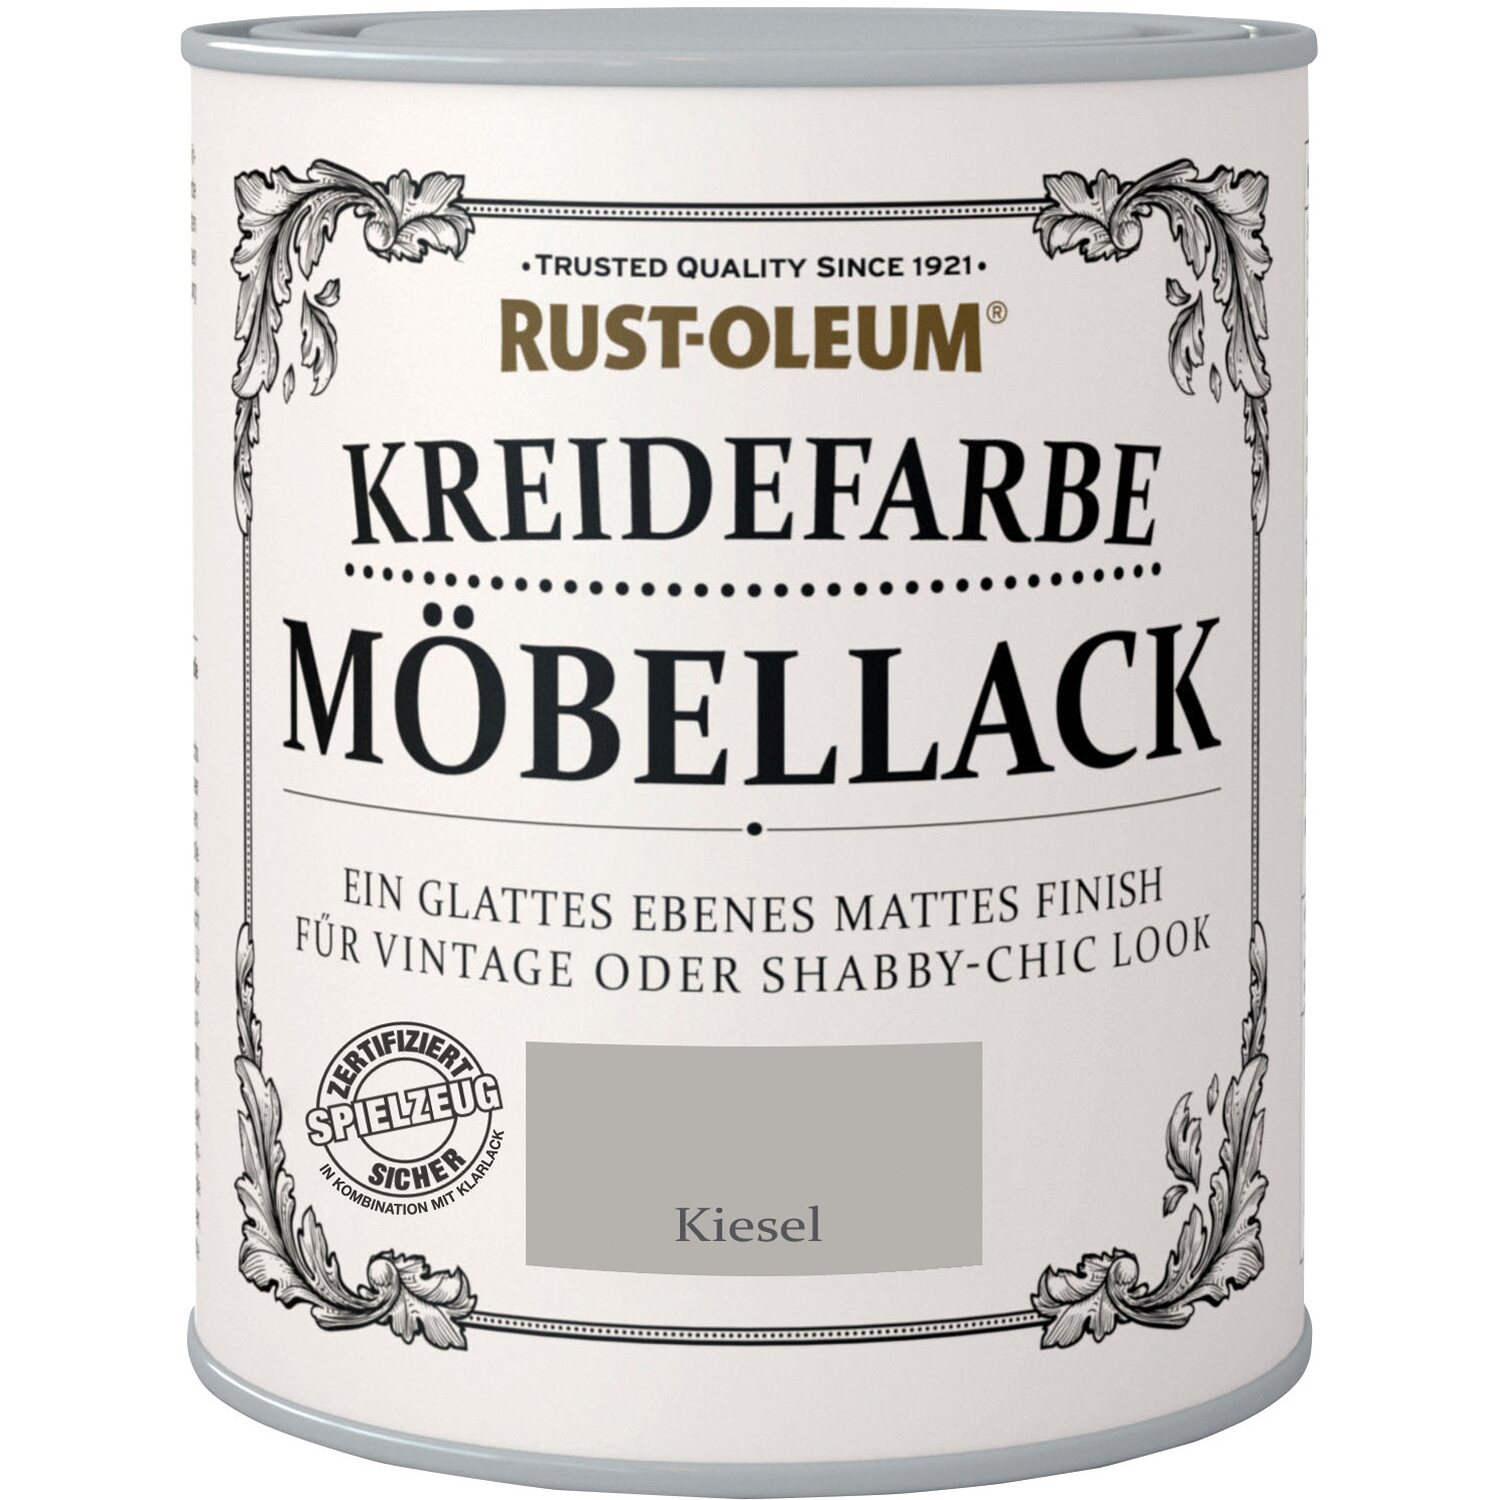 •TRUSTED QUALITY SINCE 1921•
RUST-OLEUM®
KREIDEFARBE
MÖBELLACK
EIN GLATTES EBENES MATTES FINISH
FŰR VINTAGE ODER SHABBY-CHIC LOOK
ZERTIFIZIERT
SPIELZEUG
SICHER
IN KOMBINATION MIT KLARLACK
Kiesel